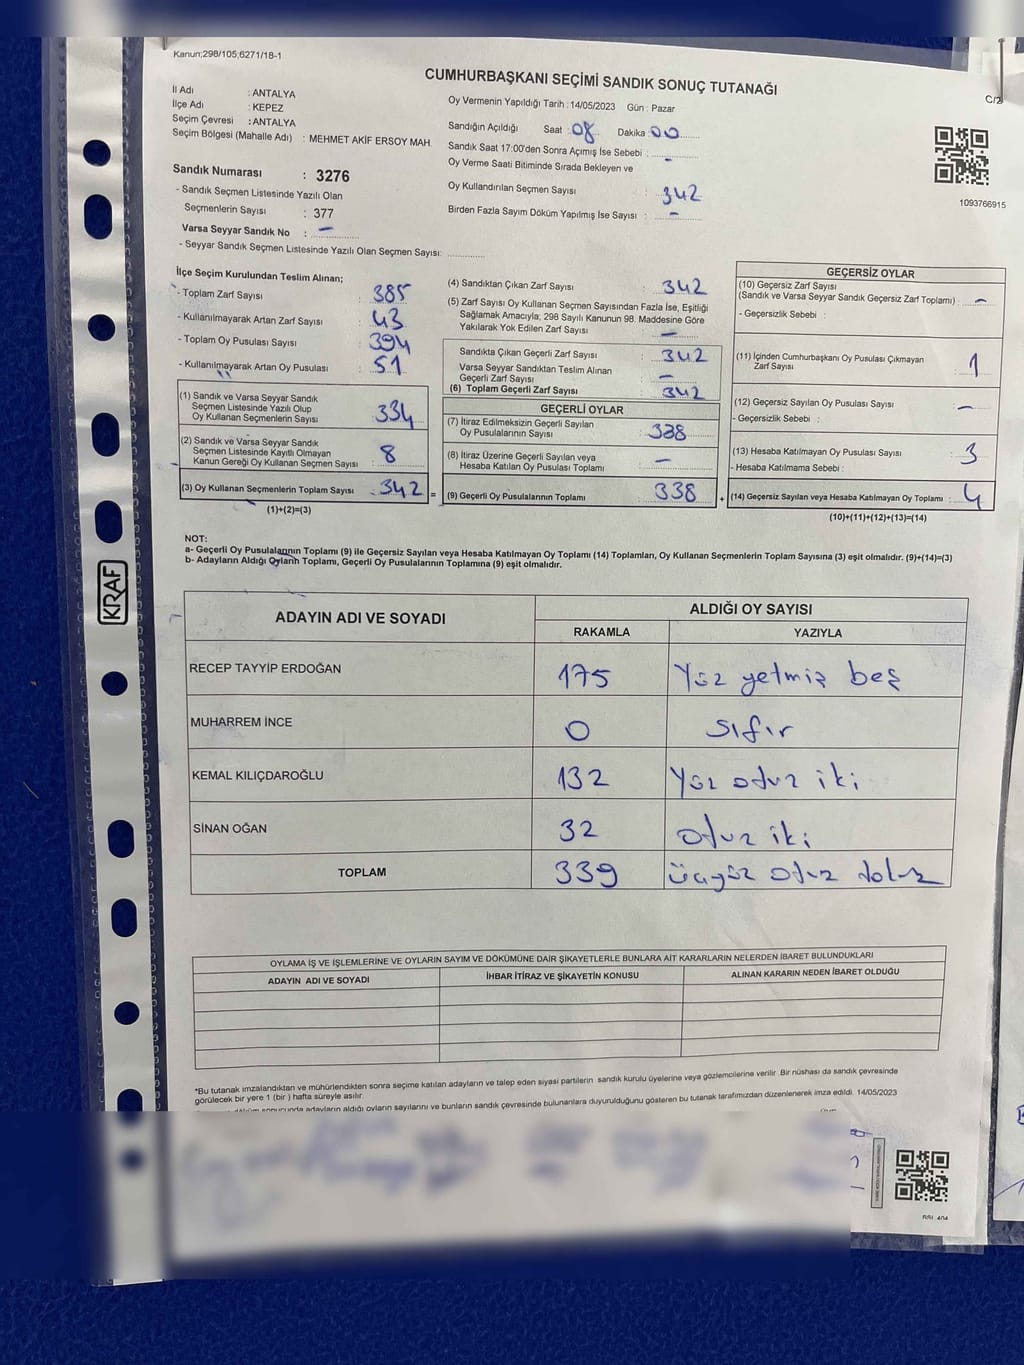 Kanun;298/105;6271/18-1
CUMHURBAŞKANI SEÇİMİ SANDIK SONUÇ TUTANAĞI
C/2
İl Adı : ANTALYA
İlçe Adı : KEPEZ
Seçim Çevresi : ANTALYA
Seçim Bölgesi (Mahalle Adı) : MEHMET AKİF ERSOY MAH.
Oy Vermenin Yapıldığı Tarih : 14/05/2023 Gün : Pazar
Sandığın Açıldığı Saat : 08 Dakika : 00
Sandık Saat 17:00'den Sonra Açımış İse Sebebi : -
Oy Verme Saati Bitiminde Sırada Bekleyen ve
Oy Kullandırılan Seçmen Sayısı : 342
Birden Fazla Sayım Döküm Yapılmış İse Sayısı : -
1093766915
Sandık Numarası : 3276
- Sandık Seçmen Listesinde Yazılı Olan
Seçmenlerin Sayısı : 377
Varsa Seyyar Sandık No : -
- Seyyar Sandık Seçmen Listesinde Yazılı Olan Seçmen Sayısı:
İlçe Seçim Kurulundan Teslim Alınan;
- Toplam Zarf Sayısı : 385
- Kullanılmayarak Artan Zarf Sayısı : 43
- Toplam Oy Pusulası Sayısı : 394
- Kullanılmayarak Artan Oy Pusulası : 51
(1) Sandık ve Varsa Seyyar Sandık
Seçmen Listesinde Yazılı Olup
Oy Kullanan Seçmenlerin Sayısı : 334
(2) Sandık ve Varsa Seyyar Sandık
Seçmen Listesinde Kayıtlı Olmayan
Kanun Gereği Oy Kullanan Seçmen Sayısı : 8
(3) Oy Kullanan Seçmenlerin Toplam Sayısı : 342 =
(1)+(2)=(3)
(4) Sandıktan Çıkan Zarf Sayısı : 342
(5) Zarf Sayısı Oy Kullanan Seçmen Sayısından Fazla İse, Eşitliği
Sağlamak Amacıyla; 298 Sayılı Kanunun 98. Maddesine Göre
Yakılarak Yok Edilen Zarf Sayısı : -
Sandıkta Çıkan Geçerli Zarf Sayısı : 342
Varsa Seyyar Sandıktan Teslim Alınan
Geçerli Zarf Sayısı : -
(6) Toplam Geçerli Zarf Sayısı : 342
GEÇERLİ OYLAR
(7) İtiraz Edilmeksizin Geçerli Sayılan
Oy Pusulalarının Sayısı : 338
(8) İtiraz Üzerine Geçerli Sayılan veya
Hesaba Katılan Oy Pusulası Toplamı : -
(9) Geçerli Oy Pusulalarının Toplamı : 338 +
GEÇERSİZ OYLAR
(10) Geçersiz Zarf Sayısı
(Sandık ve Varsa Seyyar Sandık Geçersiz Zarf Toplamı) : -
- Geçersizlik Sebebi :
(11) İçinden Cumhurbaşkanı Oy Pusulası Çıkmayan
Zarf Sayısı : 1
(12) Geçersiz Sayılan Oy Pusulası Sayısı : -
- Geçersizlik Sebebi :
(13) Hesaba Katılmayan Oy Pusulası Sayısı : 3
- Hesaba Katılmama Sebebi :
(14) Geçersiz Sayılan veya Hesaba Katılmayan Oy Toplamı : 4
(10)+(11)+(12)+(13)=(14)
NOT:
a- Geçerli Oy Pusulalarının Toplamı (9) ile Geçersiz Sayılan veya Hesaba Katılmayan Oy Toplamı (14) Toplamları, Oy Kullanan Seçmenlerin Toplam Sayısına (3) eşit olmalıdır. (9)+(14)=(3)
b- Adayların Aldığı Oyların Toplamı, Geçerli Oy Pusulalarının Toplamına (9) eşit olmalıdır.
KRAF
ADAYIN ADI VE SOYADI ALDIĞI OY SAYISI
RAKAMLA YAZIYLA
RECEP TAYYİP ERDOĞAN 175 Yüz yetmiş beş
MUHARREM İNCE 0 sıfır
KEMAL KILIÇDAROĞLU 132 Yüz otuz iki
SİNAN OĞAN 32 otuz iki
TOPLAM 339 üçyüz otuz dokuz
OYLAMA İŞ VE İŞLEMLERİNE VE OYLARIN SAYIM VE DÖKÜMÜNE DAİR ŞİKAYETLERLE BUNLARA AİT KARARLARIN NELERDEN İBARET BULUNDUKLARI
ADAYIN ADI VE SOYADI İHBAR İTİRAZ VE ŞİKAYETİN KONUSU ALINAN KARARIN NEDEN İBARET OLDUĞU
*Bu tutanak imzalandıktan ve mühürlendikten sonra seçime katılan adayların ve talep eden siyasi partilerin sandık kurulu üyelerine veya gözlemcilerine verilir. Bir nüshası da sandık çevresinde
görülecek bir yere 1 (bir ) hafta süreyle asılır.
sonucunda adayların aldığı oyların sayılarını ve bunların sandık çevresinde bulunanlara duyurulduğunu gösteren bu tutanak tarafımızdan düzenlenerek imza edildi. 14/05/2023